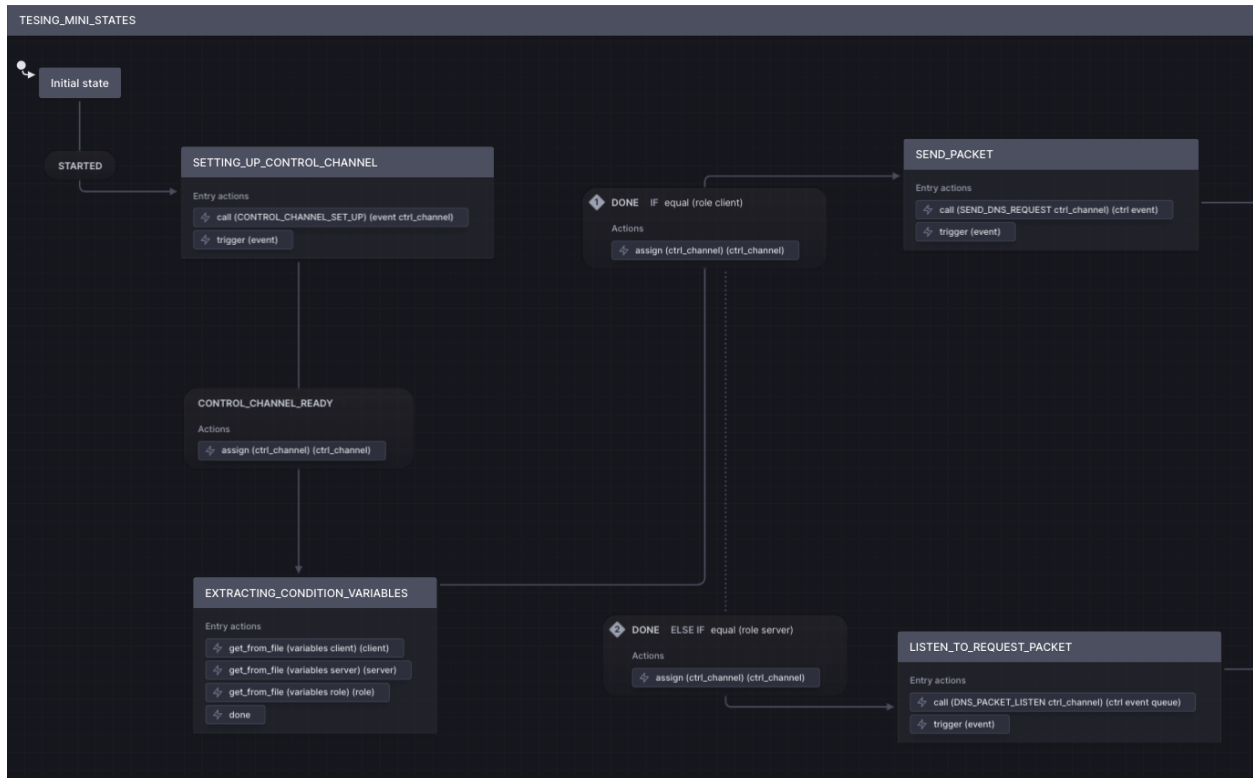 TESING_MINI_STATES
Initial state
STARTED
SETTING_UP_CONTROL_CHANNEL
Entry actions
call (CONTROL_CHANNEL_SET_UP) (event ctrl_channel)
trigger (event)
CONTROL_CHANNEL_READY
Actions
assign (ctrl_channel) (ctrl_channel)
EXTRACTING_CONDITION_VARIABLES
Entry actions
get_from_file (variables client) (client)
get_from_file (variables server) (server)
get_from_file (variables role) (role)
done
1 DONE IF equal (role client)
Actions
assign (ctrl_channel) (ctrl_channel)
SEND_PACKET
Entry actions
call (SEND_DNS_REQUEST ctrl_channel) (ctrl event)
trigger (event)
2 DONE ELSE IF equal (role server)
Actions
assign (ctrl_channel) (ctrl_channel)
LISTEN_TO_REQUEST_PACKET
Entry actions
call (DNS_PACKET_LISTEN ctrl_channel) (ctrl event queue)
trigger (event)